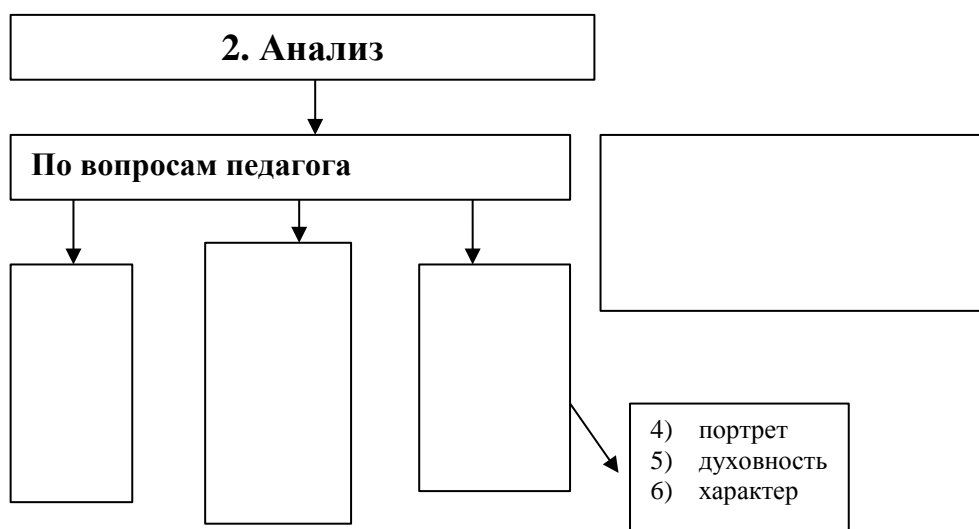 2. Анализ
По вопросам педагога
4) портрет
5) духовность
6) характер